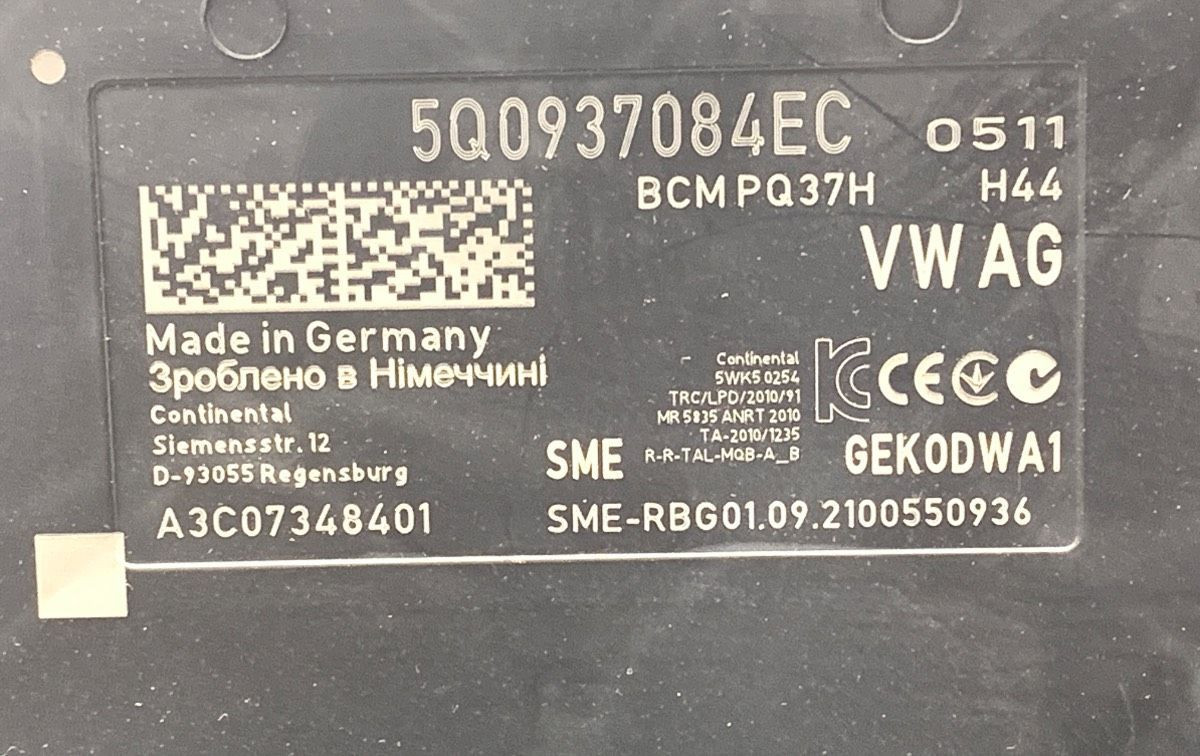 5Q0937084EC 0511
BCM PQ37H H44
VW AG
Made in Germany
Зроблено в Німеччині
Continental
Siemensstr. 12
D-93055 Regensburg
A3C07348401
Continental
5WK5 0254
TRC/LPD/2010/91
MR 5835 ANRT 2010
TA-2010/1235
R-R-TAL-MQB-A_B
CE
SME
GEKODWA1
SME-RBG01.09.2100550936